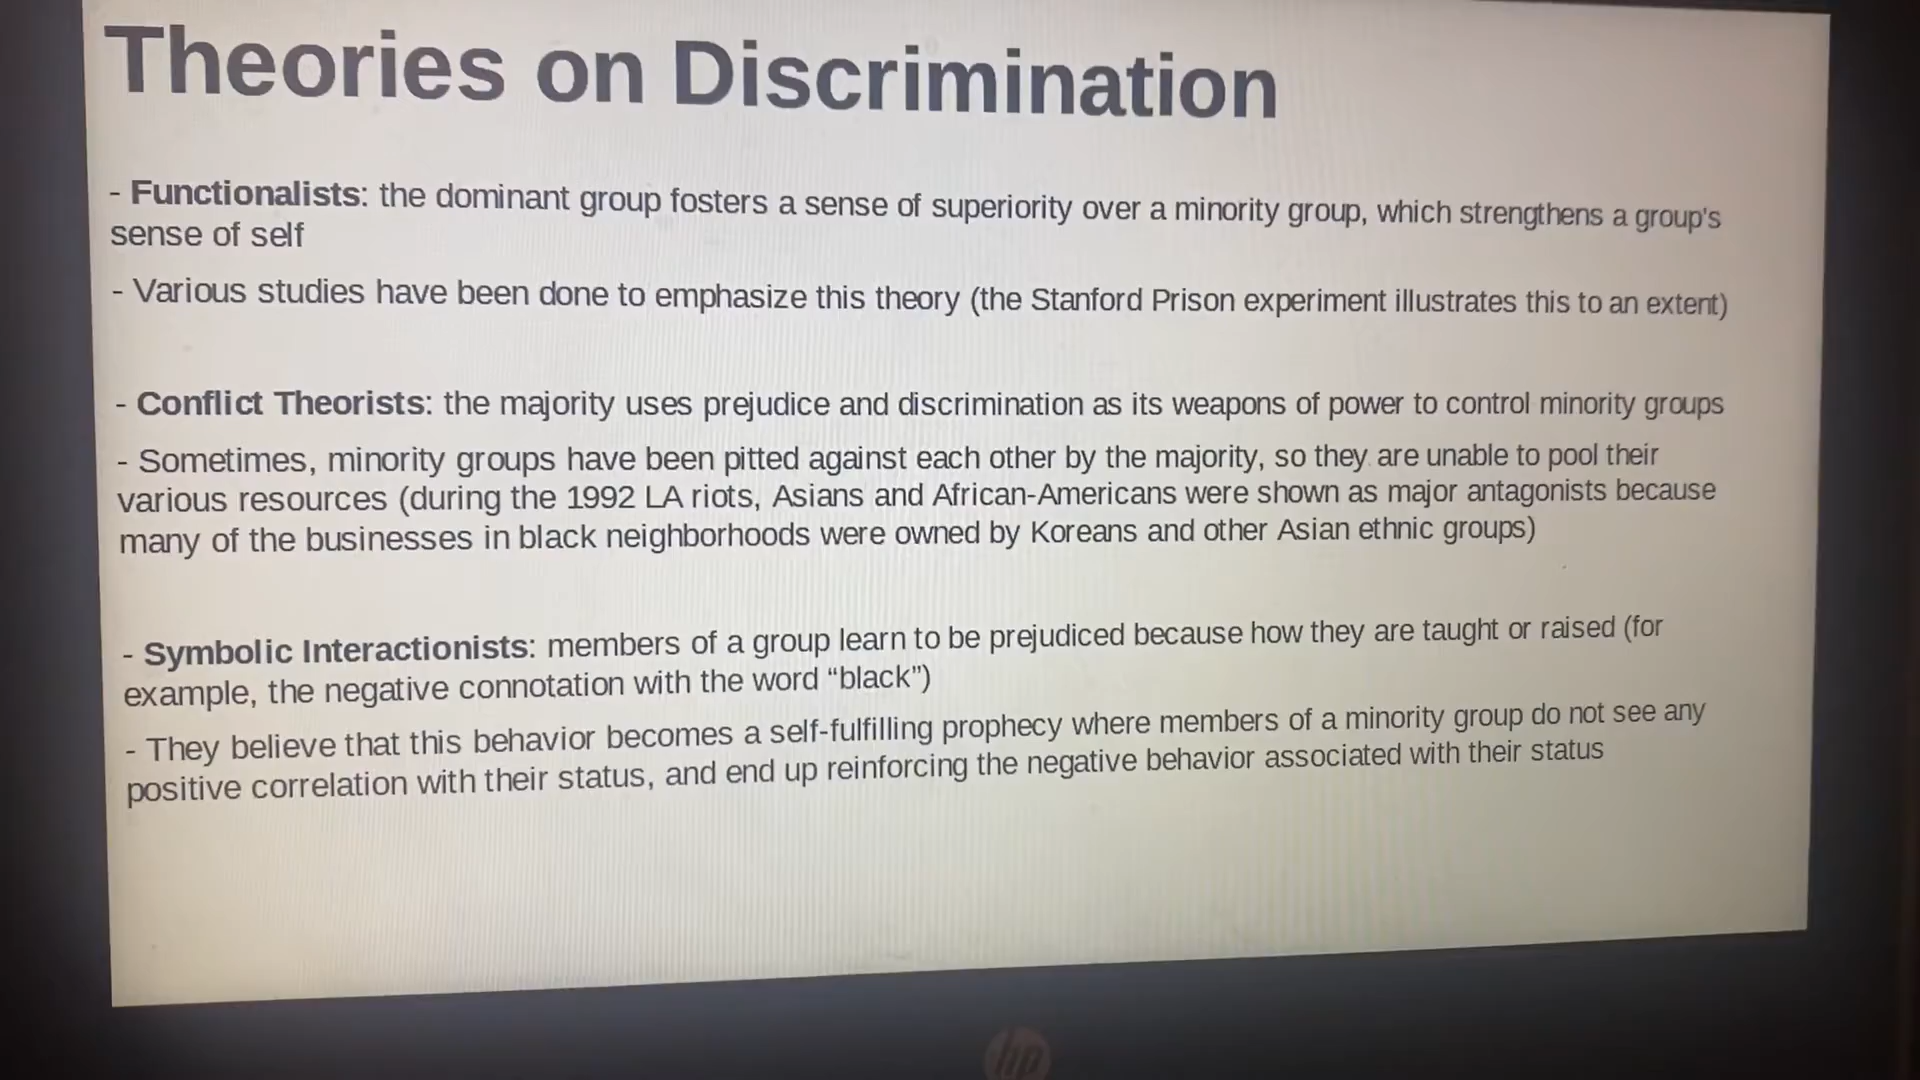 Theories on Discrimination
- Functionalists: the dominant group fosters a sense of superiority over a minority group, which strengthens a group's
sense of self
- Various studies have been done to emphasize this theory (the Stanford Prison experiment illustrates this to an extent)
- Conflict Theorists: the majority uses prejudice and discrimination as its weapons of power to control minority groups
- Sometimes, minority groups have been pitted against each other by the majority, so they are unable to pool their
various resources (during the 1992 LA riots, Asians and African-Americans were shown as major antagonists because
many of the businesses in black neighborhoods were owned by Koreans and other Asian ethnic groups)
- Symbolic Interactionists: members of a group learn to be prejudiced because how they are taught or raised (for
example, the negative connotation with the word “black”)
- They believe that this behavior becomes a self-fulfilling prophecy where members of a minority group do not see any
positive correlation with their status, and end up reinforcing the negative behavior associated with their status
hp